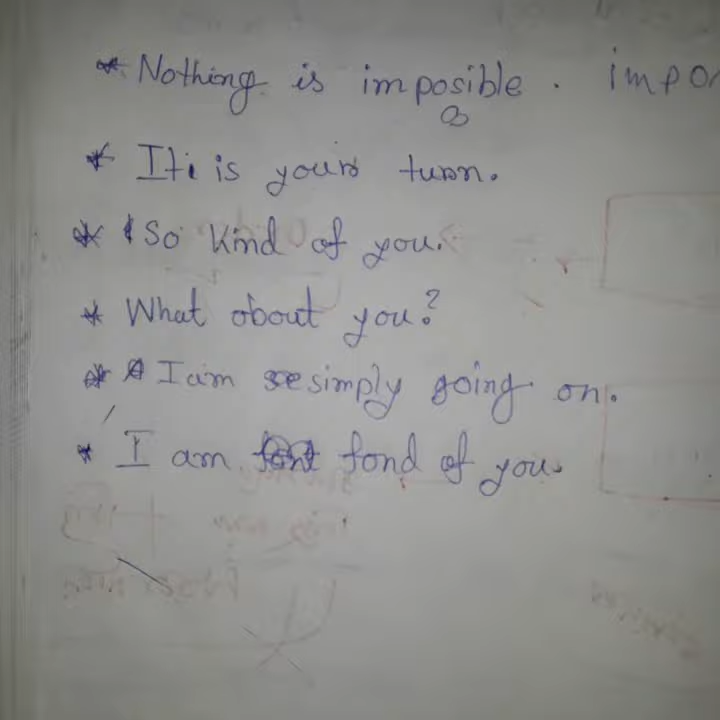 * Nothing is imposible. impo
* Iti is yours turn.
* So Kind of you.
* What about you?
* I am simply going on.
* I am fond of you.